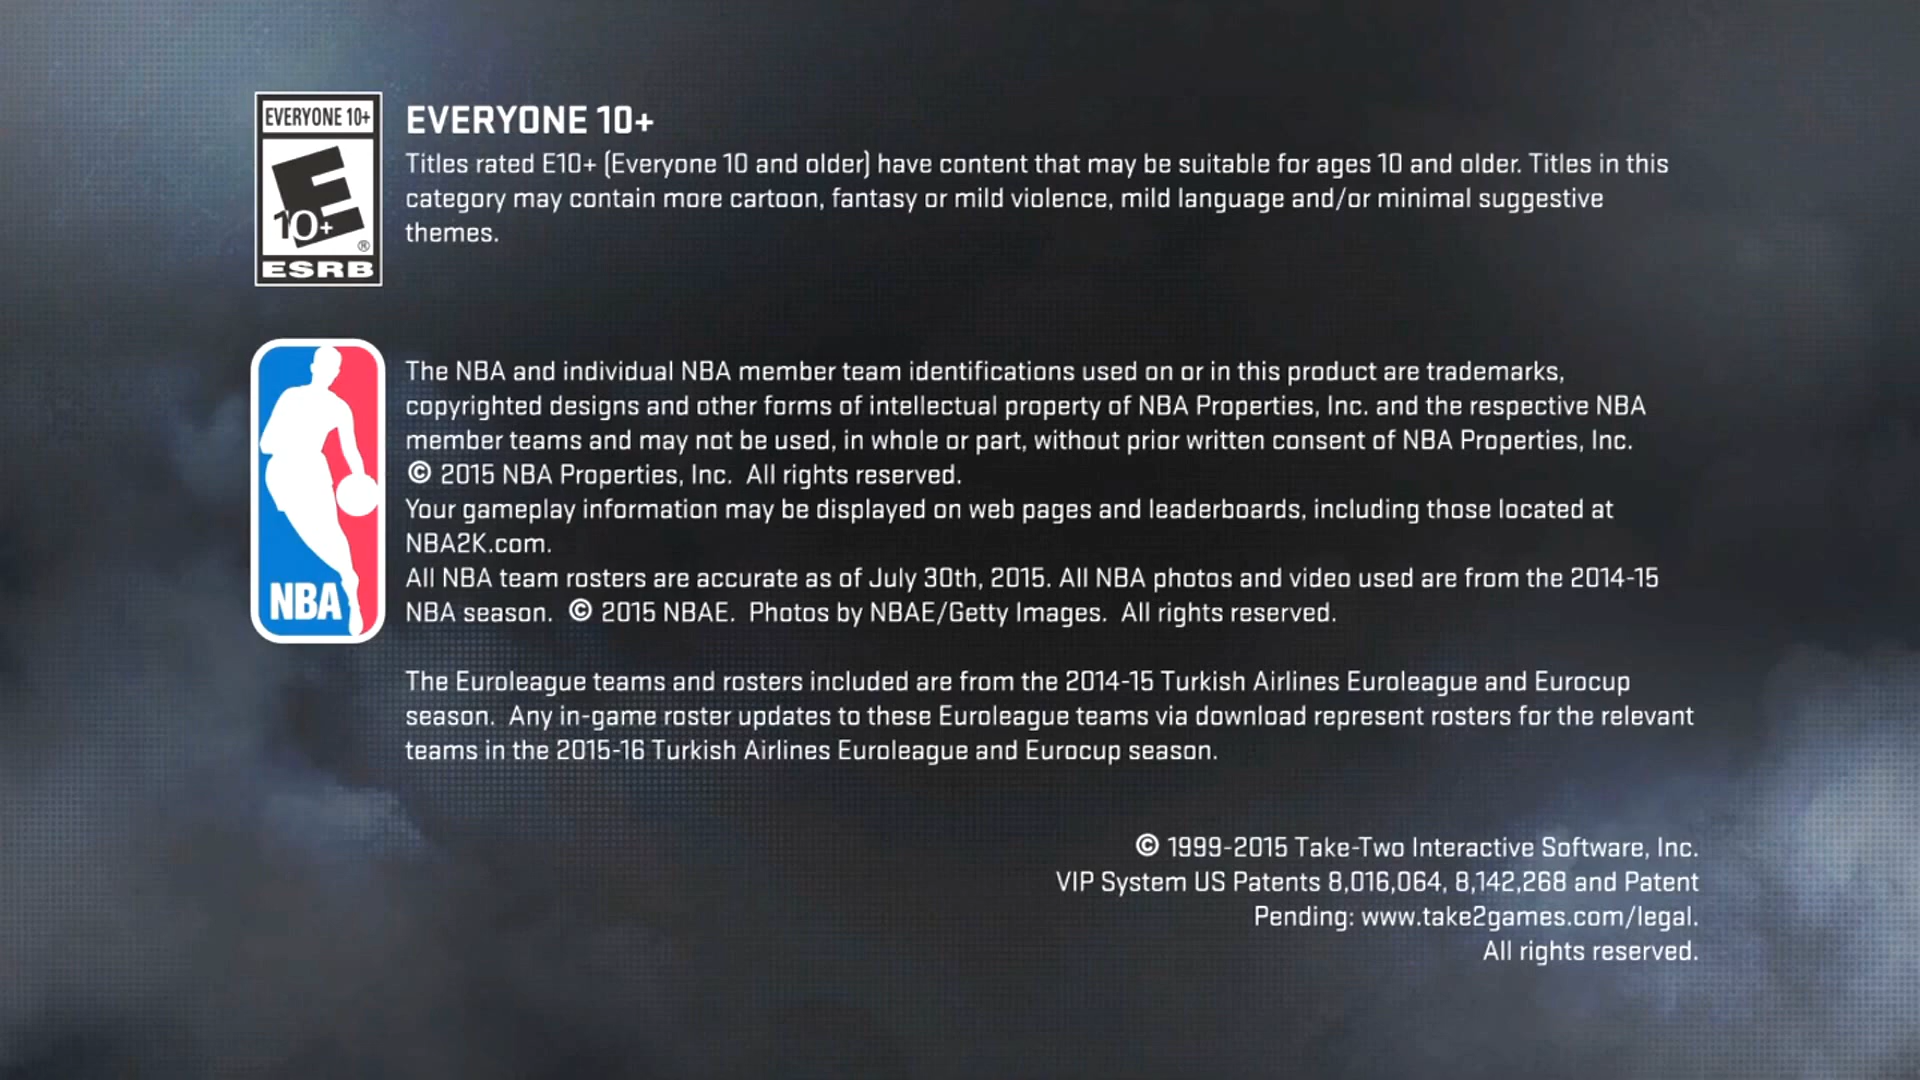 EVERYONE 10+
E
10+
®
ESRB
EVERYONE 10+
Titles rated E10+ (Everyone 10 and older) have content that may be suitable for ages 10 and older. Titles in this
category may contain more cartoon, fantasy or mild violence, mild language and/or minimal suggestive
themes.
NBA
The NBA and individual NBA member team identifications used on or in this product are trademarks,
copyrighted designs and other forms of intellectual property of NBA Properties, Inc. and the respective NBA
member teams and may not be used, in whole or part, without prior written consent of NBA Properties, Inc.
© 2015 NBA Properties, Inc. All rights reserved.
Your gameplay information may be displayed on web pages and leaderboards, including those located at
NBA2K.com.
All NBA team rosters are accurate as of July 30th, 2015. All NBA photos and video used are from the 2014-15
NBA season. © 2015 NBAE. Photos by NBAE/Getty Images. All rights reserved.
The Euroleague teams and rosters included are from the 2014-15 Turkish Airlines Euroleague and Eurocup
season. Any in-game roster updates to these Euroleague teams via download represent rosters for the relevant
teams in the 2015-16 Turkish Airlines Euroleague and Eurocup season.
© 1999-2015 Take-Two Interactive Software, Inc.
VIP System US Patents 8,016,064, 8,142,268 and Patent
Pending: www.take2games.com/legal.
All rights reserved.